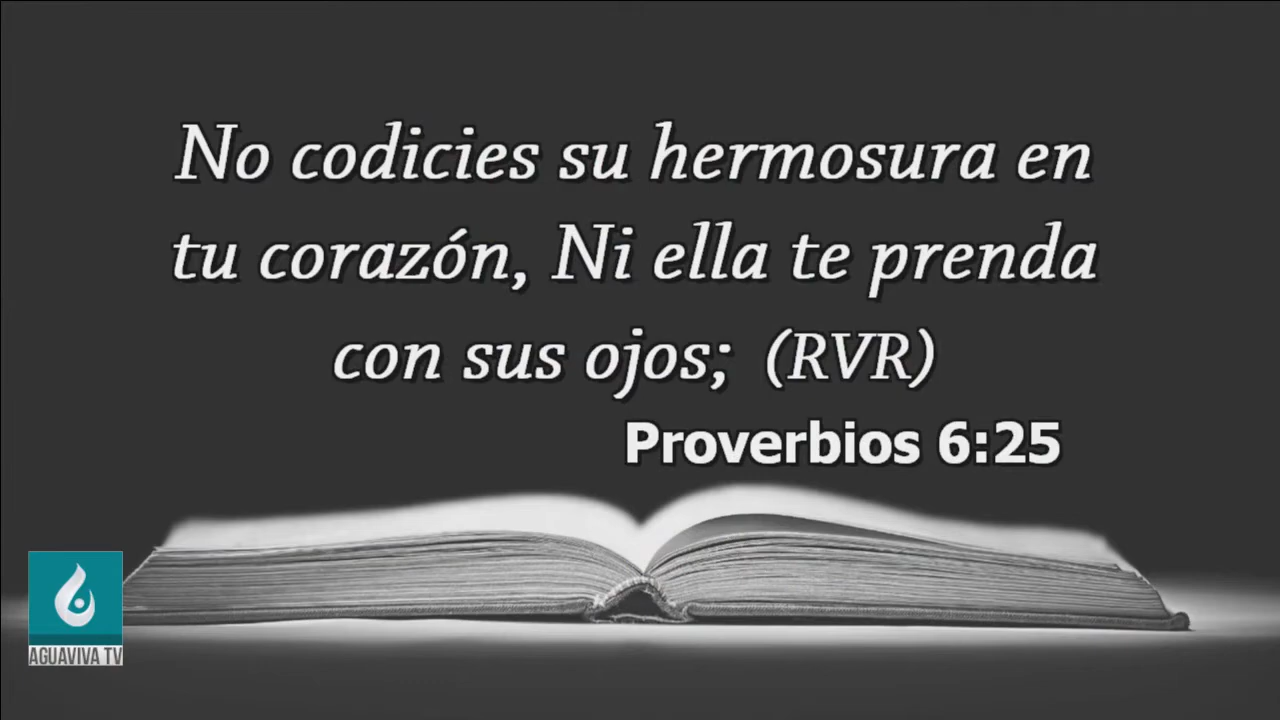 No codicies su hermosura en
tu corazón, Ni ella te prenda
con sus ojos; (RVR)
Proverbios 6:25
AGUAVIVA TV